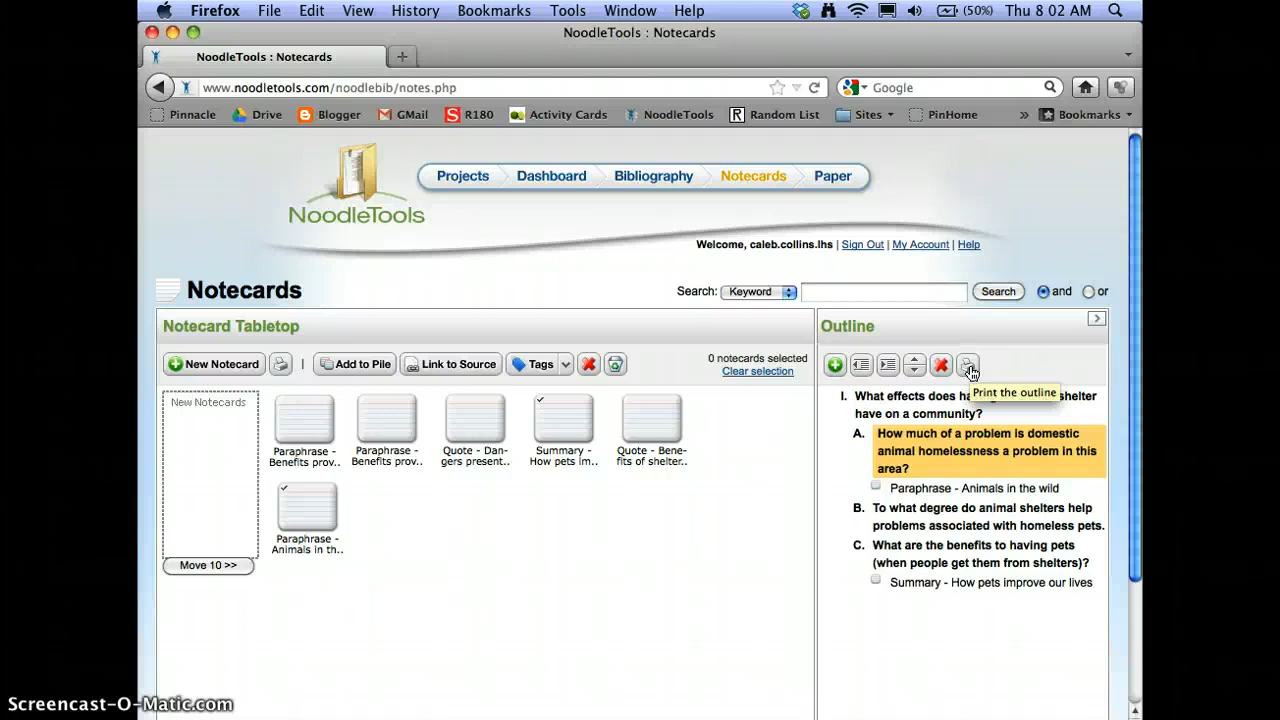 Firefox File Edit View History Bookmarks Tools Window Help (50%) Thu 8:02 AM
NoodleTools : Notecards
NoodleTools : Notecards
www.noodletools.com/noodlebib/notes.php
Google
Pinnacle Drive Blogger GMail R180 Activity Cards NoodleTools Random List Sites PinHome » Bookmarks
NoodleTools
Projects Dashboard Bibliography Notecards Paper
Welcome, caleb.collins.lhs | Sign Out | My Account | Help
Notecards
Search: Keyword Search and or
Notecard Tabletop
New Notecard | Add to Pile Link to Source Tags
0 notecards selected
Clear selection
New Notecards
Paraphrase -
Benefits prov..
Paraphrase -
Benefits prov...
Quote - Dan-
gers present..
Summary -
How pets im..
Quote - Bene-
fits of shelter..
Paraphrase -
Animals in th..
Move 10 >>
Outline
Print the outline
I. What effects does ha shelter
have on a community?
A. How much of a problem is domestic
animal homelessness a problem in this
area?
Paraphrase - Animals in the wild
B. To what degree do animal shelters help
problems associated with homeless pets.
C. What are the benefits to having pets
(when people get them from shelters)?
Summary - How pets improve our lives
Screencast-O-Matic.com